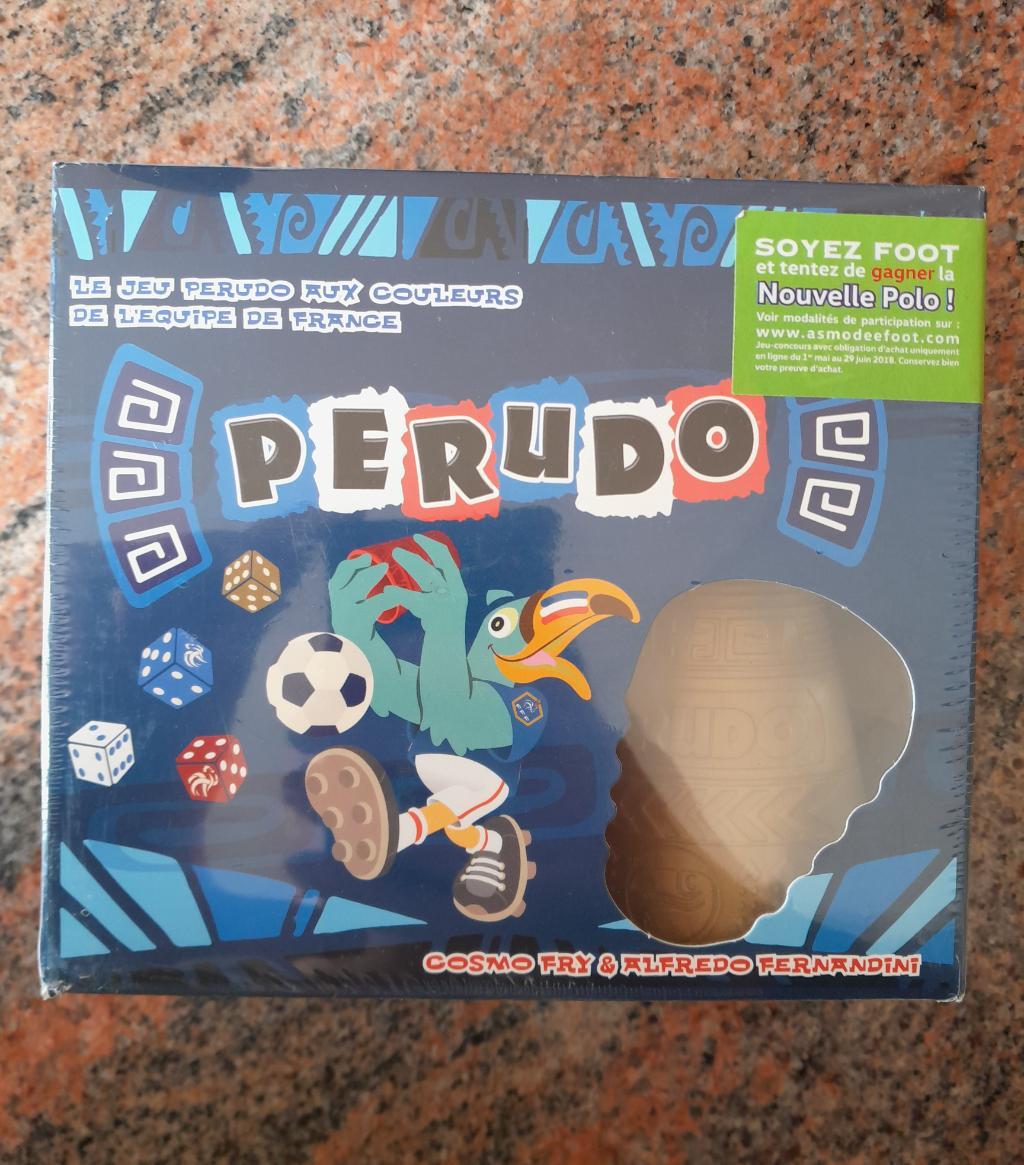 LE JEU PERUDO AUX COULEURS
DE L'EQUIPE DE FRANCE
SOYEZ FOOT
et tentez de gagner la
Nouvelle Polo !
Voir modalités de participation sur :
www.asmodeefoot.com
Jeu-concours avec obligation d'achat uniquement
en ligne du 1er mai au 29 juin 2018. Conservez bien
votre preuve d'achat.
PERUDO
FFF
UDO
COSMO FRY & ALFREDO FERNANDINI